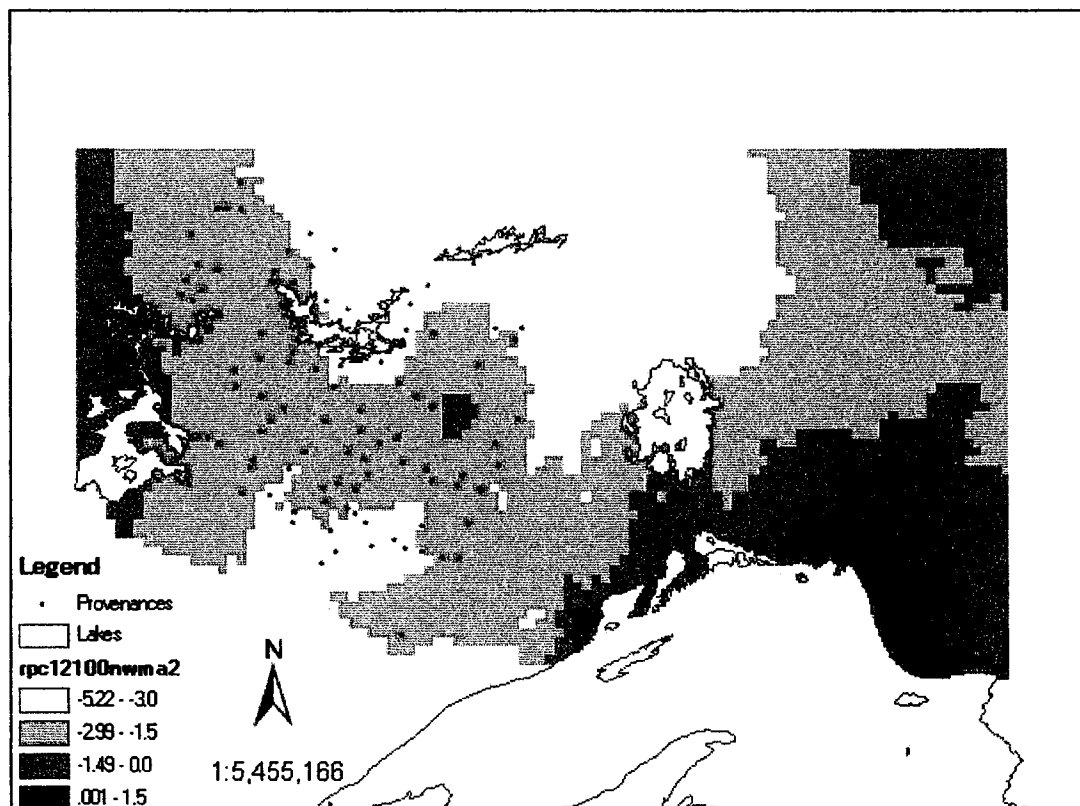 Legend
Provenances
Lakes
rpc12100nwma2
-5.22 - -3.0
-2.99 - -1.5
-1.49 - 0.0
.001 - 1.5
N
1:5,455,166